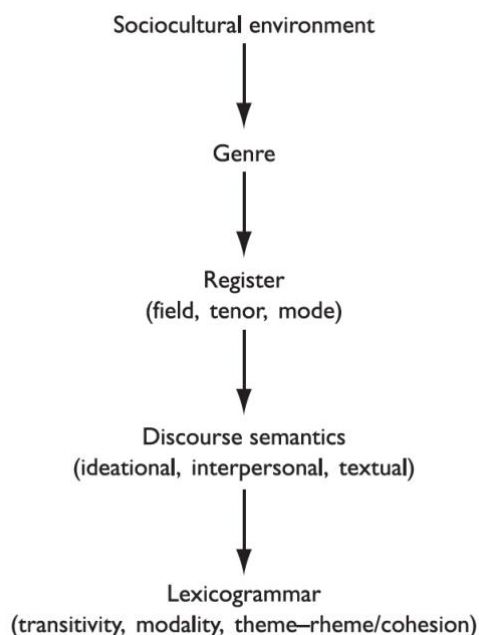 Sociocultural environment
Genre
Register
(field, tenor, mode)
Discourse semantics
(ideational, interpersonal, textual)
Lexicogrammar
(transitivity, modality, theme–rheme/cohesion)